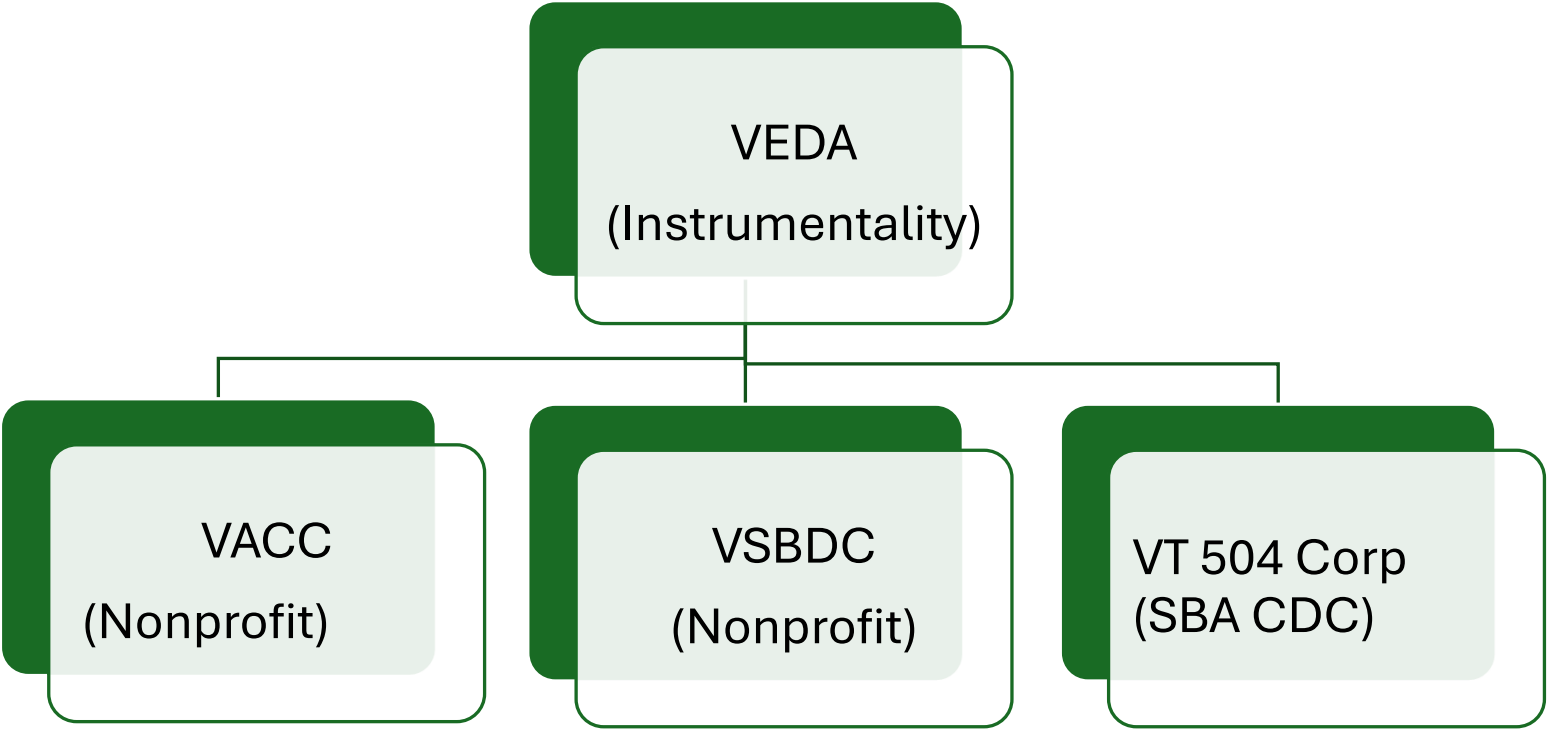 VEDA
(Instrumentality)
VACC
(Nonprofit)
VSBDC
(Nonprofit)
VT 504 Corp
(SBA CDC)